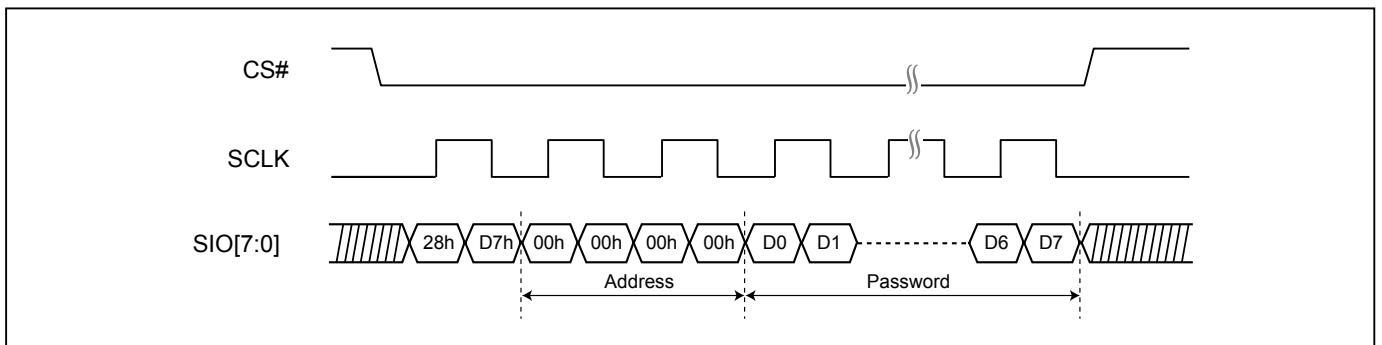 CS#
SCLK
SIO[7:0] 28h D7h 00h 00h 00h 00h D0 D1 D6 D7
Address Password